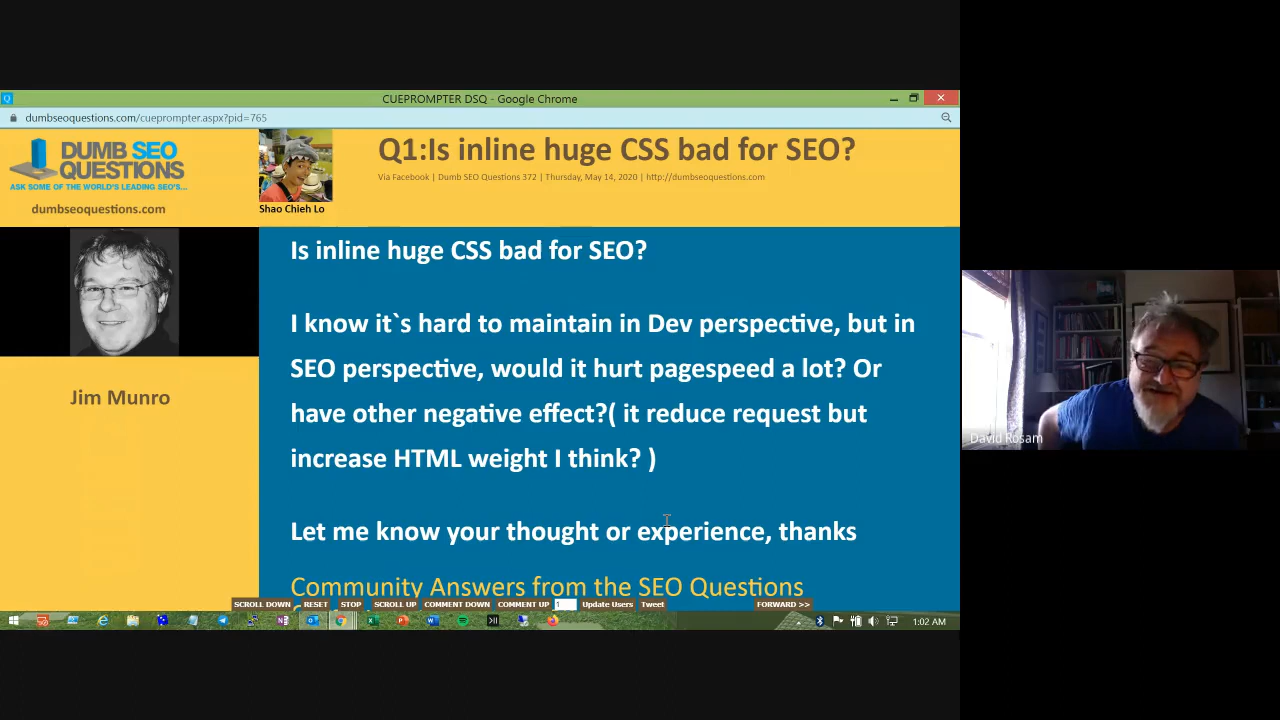 CUEPROMPTER DSQ - Google Chrome
dumbseoquestions.com/cueprompter.aspx?pid=765
DUMB SEO
QUESTIONS
ASK SOME OF THE WORLD'S LEADING SEO'S...
dumbseoquestions.com
Shao Chieh Lo
Q1:Is inline huge CSS bad for SEO?
Via Facebook | Dumb SEO Questions 372 | Thursday, May 14, 2020 | http://dumbseoquestions.com
Jim Munro
Is inline huge CSS bad for SEO?
I know it`s hard to maintain in Dev perspective, but in
SEO perspective, would it hurt pagespeed a lot? Or
have other negative effect?( it reduce request but
increase HTML weight I think? )
Let me know your thought or experience, thanks
Community Answers from the SEO Questions
SCROLL DOWN RESET STOP SCROLL UP COMMENT DOWN COMMENT UP 1 Update Users Tweet FORWARD >>
1:02 AM
David Rosam